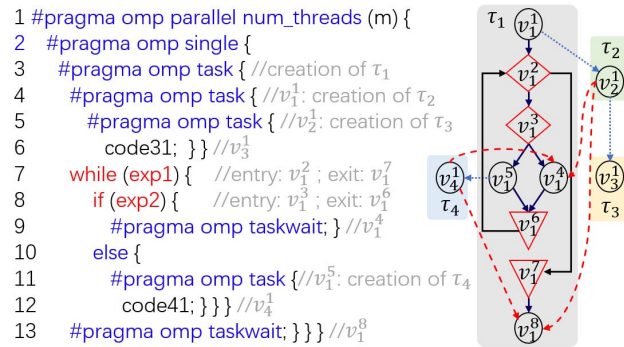 1 #pragma omp parallel num_threads (m) {
2 #pragma omp single {
3 #pragma omp task { //creation of τ₁
4 #pragma omp task { //v₁¹: creation of τ₂
5 #pragma omp task { //v₂¹: creation of τ₃
6 code31; } } //v₃¹
7 while (exp1) { //entry: v₁² ; exit: v₁⁷
8 if (exp2) { //entry: v₁³ ; exit: v₁⁶
9 #pragma omp taskwait; } //v₁⁴
10 else {
11 #pragma omp task {//v₁⁵: creation of τ₄
12 code41; } } } //v₄¹
13 #pragma omp taskwait; } } } //v₁⁸
τ₁
v₁¹
τ₂
v₁²
v₂¹
v₁³
v₄¹
v₁⁵
v₁⁴
v₃¹
τ₄
τ₃
v₁⁶
v₁⁷
v₁⁸